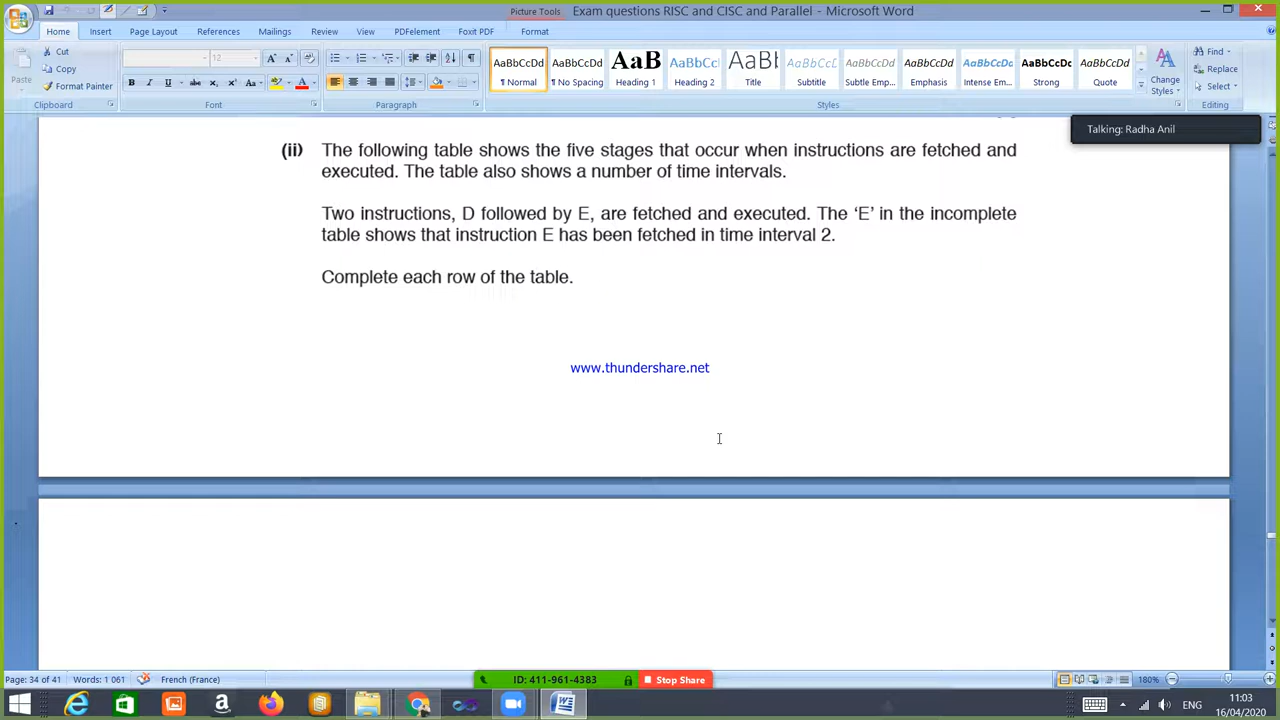 Picture Tools
Exam questions RISC and CISC and Parallel - Microsoft Word
Home Insert Page Layout References Mailings Review View PDFelement Foxit PDF Format
Paste
Cut
Copy
Format Painter
Clipboard
12
Font
Paragraph
AaBbCcDd AaBbCcDd AaB AaBbCc AaB AaBbCcL AaBbCcDd AaBbCcDd AaBbCcDd AaBbCcDd AaBbCcDd
¶ Normal ¶ No Spacing Heading 1 Heading 2 Title Subtitle Subtle Emp... Emphasis Intense Em... Strong Quote
Styles
Change Styles
Find
Replace
Select
Editing
Talking: Radha Anil
(ii) The following table shows the five stages that occur when instructions are fetched and
executed. The table also shows a number of time intervals.
Two instructions, D followed by E, are fetched and executed. The ‘E’ in the incomplete
table shows that instruction E has been fetched in time interval 2.
Complete each row of the table.
www.thundershare.net
Page: 34 of 41 Words: 1 061 French (France)
ID: 411-961-4383 Stop Share
180%
ENG
11:03
16/04/2020